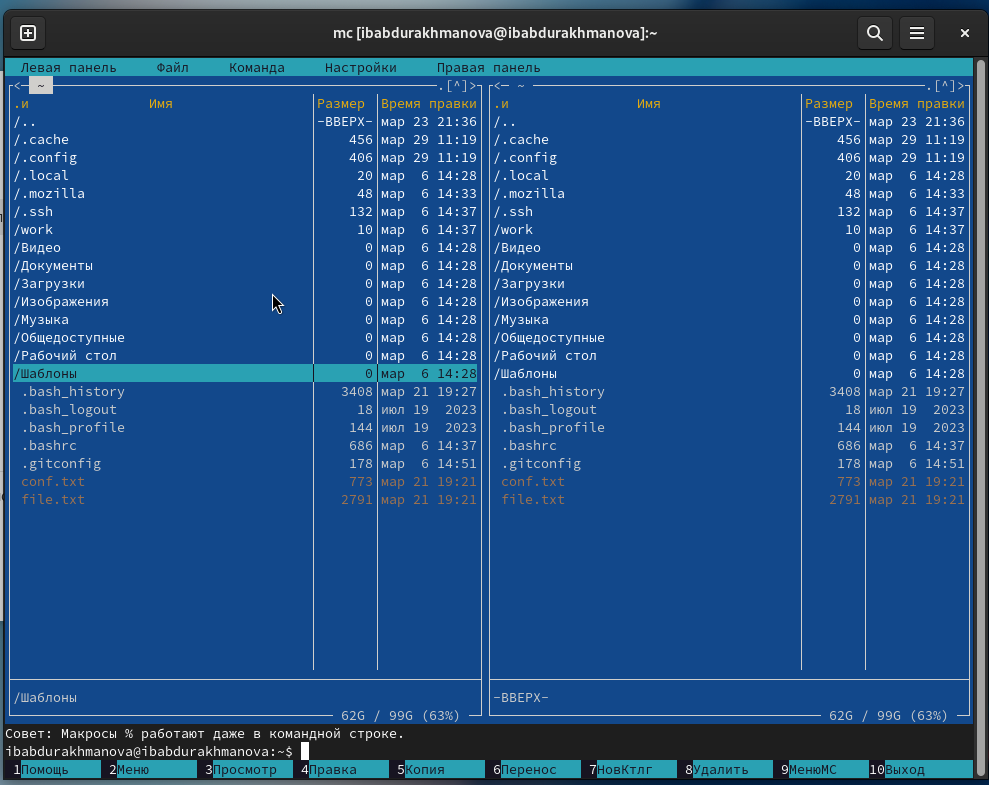 mc [ibabdurakhmanova@ibabdurakhmanova]:~
Левая панель Файл Команда Настройки Правая панель
<─ ~ .[^]> <─ ~ .[^]>
.и Имя Размер Время правки .и Имя Размер Время правки
/.. -ВВЕРХ- мар 23 21:36 /.. -ВВЕРХ- мар 23 21:36
/.cache 456 мар 29 11:19 /.cache 456 мар 29 11:19
/.config 406 мар 29 11:19 /.config 406 мар 29 11:19
/.local 20 мар 6 14:28 /.local 20 мар 6 14:28
/.mozilla 48 мар 6 14:33 /.mozilla 48 мар 6 14:33
/.ssh 132 мар 6 14:37 /.ssh 132 мар 6 14:37
/work 10 мар 6 14:37 /work 10 мар 6 14:37
/Видео 0 мар 6 14:28 /Видео 0 мар 6 14:28
/Документы 0 мар 6 14:28 /Документы 0 мар 6 14:28
/Загрузки 0 мар 6 14:28 /Загрузки 0 мар 6 14:28
/Изображения 0 мар 6 14:28 /Изображения 0 мар 6 14:28
/Музыка 0 мар 6 14:28 /Музыка 0 мар 6 14:28
/Общедоступные 0 мар 6 14:28 /Общедоступные 0 мар 6 14:28
/Рабочий стол 0 мар 6 14:28 /Рабочий стол 0 мар 6 14:28
/Шаблоны 0 мар 6 14:28 /Шаблоны 0 мар 6 14:28
.bash_history 3408 мар 21 19:27 .bash_history 3408 мар 21 19:27
.bash_logout 18 июл 19 2023 .bash_logout 18 июл 19 2023
.bash_profile 144 июл 19 2023 .bash_profile 144 июл 19 2023
.bashrc 686 мар 6 14:37 .bashrc 686 мар 6 14:37
.gitconfig 178 мар 6 14:51 .gitconfig 178 мар 6 14:51
conf.txt 773 мар 21 19:21 conf.txt 773 мар 21 19:21
file.txt 2791 мар 21 19:21 file.txt 2791 мар 21 19:21
/Шаблоны -ВВЕРХ-
62G / 99G (63%) 62G / 99G (63%)
Совет: Макросы % работают даже в командной строке.
ibabdurakhmanova@ibabdurakhmanova:~$
1Помощь 2Меню 3Просмотр 4Правка 5Копия 6Перенос 7НовКтлг 8Удалить 9МенюMC 10Выход